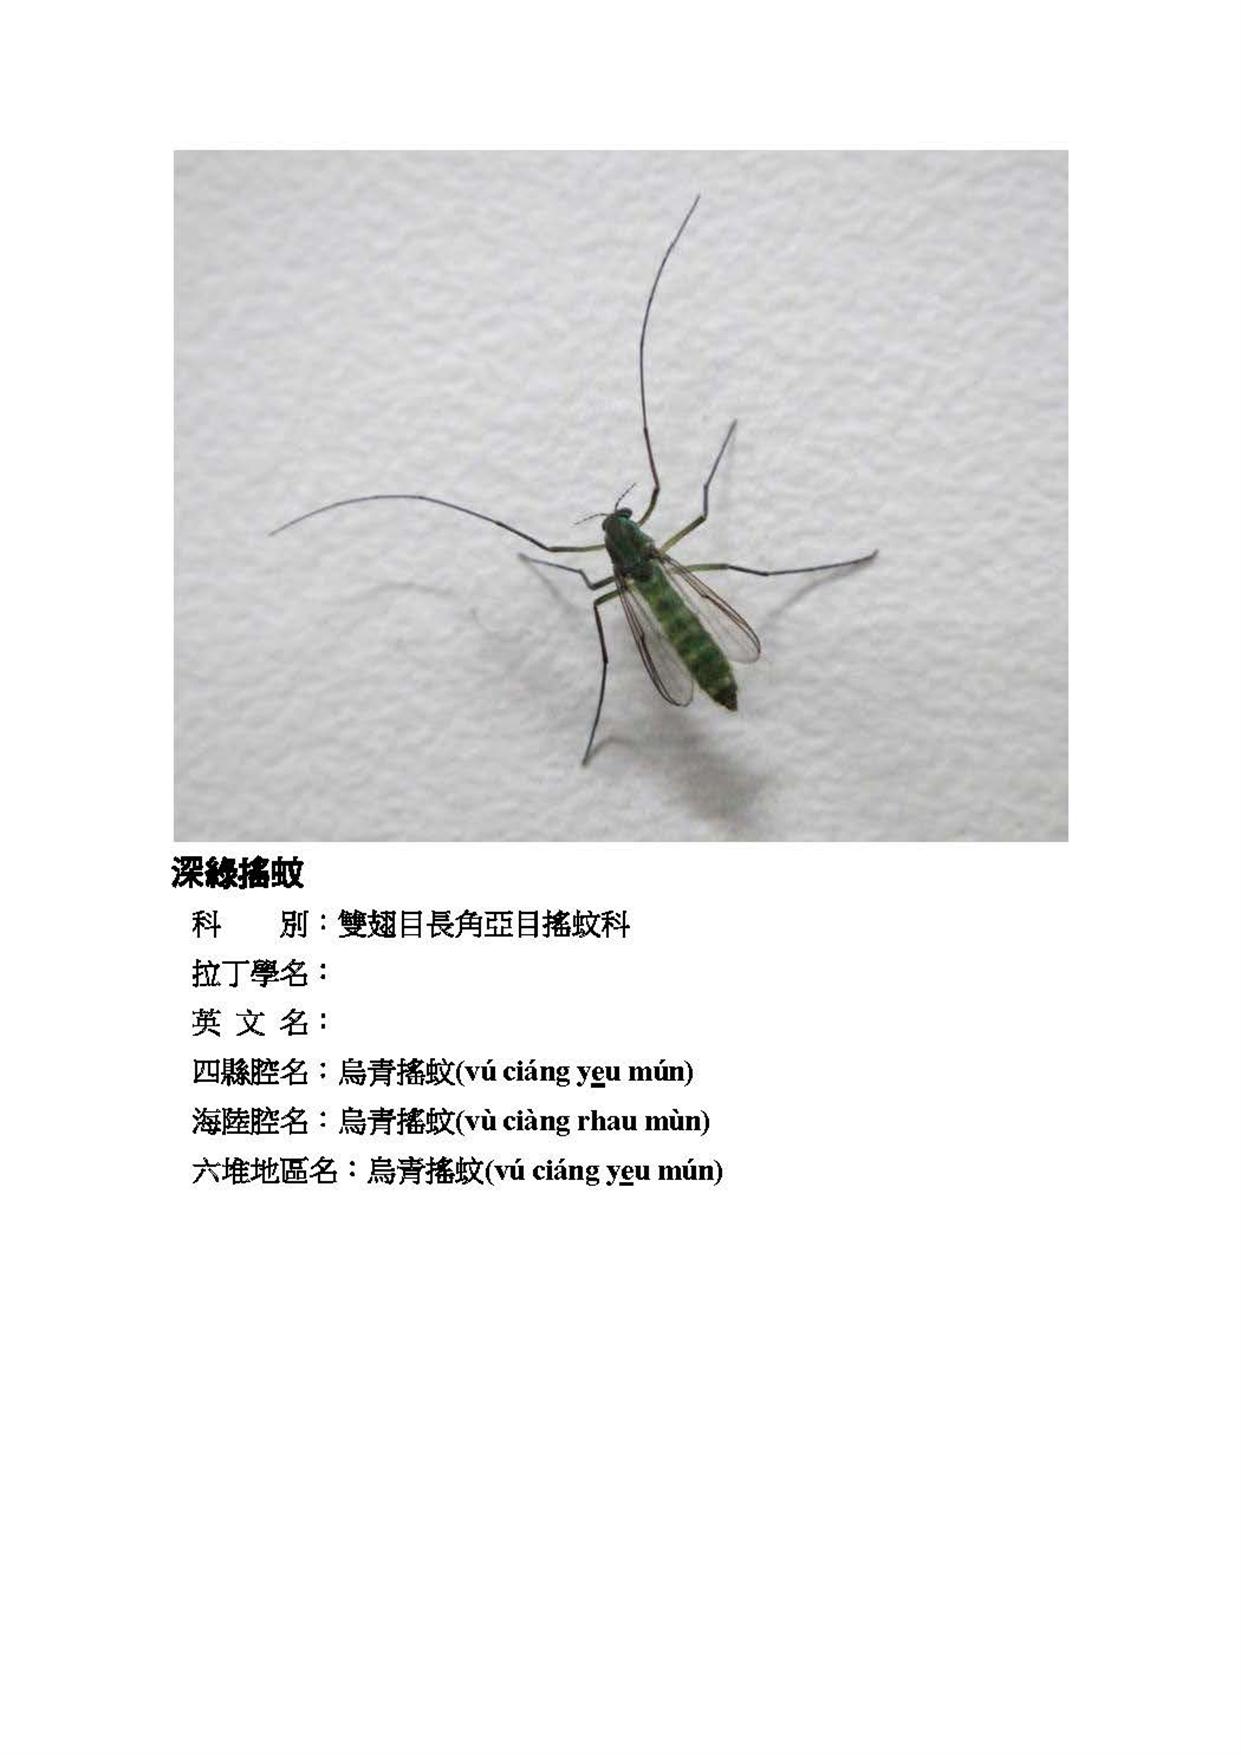 深綠搖蚊
科　　別：雙翅目長角亞目搖蚊科
拉丁學名：
英 文 名：
四縣腔名：烏青搖蚊(vú ciáng yeu mún)
海陸腔名：烏青搖蚊(vù ciàng rhau mùn)
六堆地區名：烏青搖蚊(vú ciáng yeu mún)